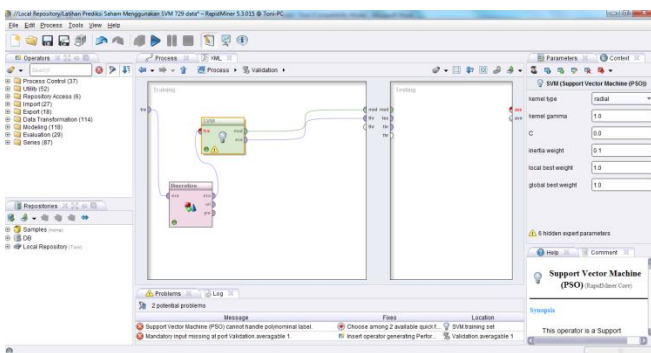 //Local Repository/Latihan Prediksi Saham Menggunakan SVM 729 data* – RapidMiner 5.3.015 @ Toni-PC
File Edit Process Tools View Help
Operators
Process Control (37)
Utility (52)
Repository Access (6)
Import (27)
Export (18)
Data Transformation (114)
Modeling (118)
Evaluation (29)
Series (87)
Repositories
Samples (none)
DB
Local Repository (Toni)
Process
XML
Process
Validation
Training
Testing
SVM
Discretize
Problems
Log
2 potential problems
Message
Fixes
Location
Support Vector Machine (PSO) cannot handle polynominal label.
Choose among 2 available quick f...
SVM.training set
Mandatory input missing at port Validation.averagable 1.
Insert operator generating Perfor...
Validation.averagable 1
Parameters
Context
SVM (Support Vector Machine (PSO))
kernel type
radial
kernel gamma
1.0
C
0.0
inertia weight
0.1
local best weight
1.0
global best weight
1.0
6 hidden expert parameters
Help
Comment
Support Vector Machine
(PSO) (RapidMiner Core)
Synopsis
This operator is a Support